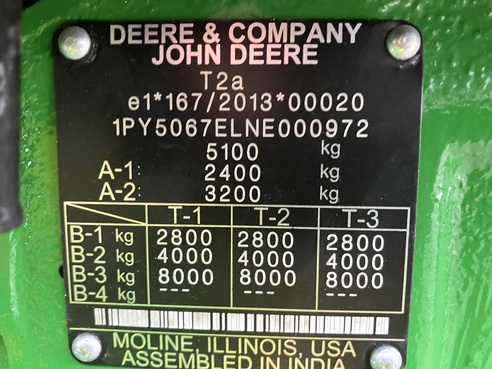 DEERE & COMPANY
JOHN DEERE
T2a
e1*167/2013*00020
1PY5067ELNE000972
5100 kg
A-1: 2400 kg
A-2: 3200 kg
T-1 T-2 T-3
B-1 kg 2800 2800 2800
B-2 kg 4000 4000 4000
B-3 kg 8000 8000 8000
B-4 kg --- --- ---
MOLINE, ILLINOIS, USA
ASSEMBLED IN INDIA